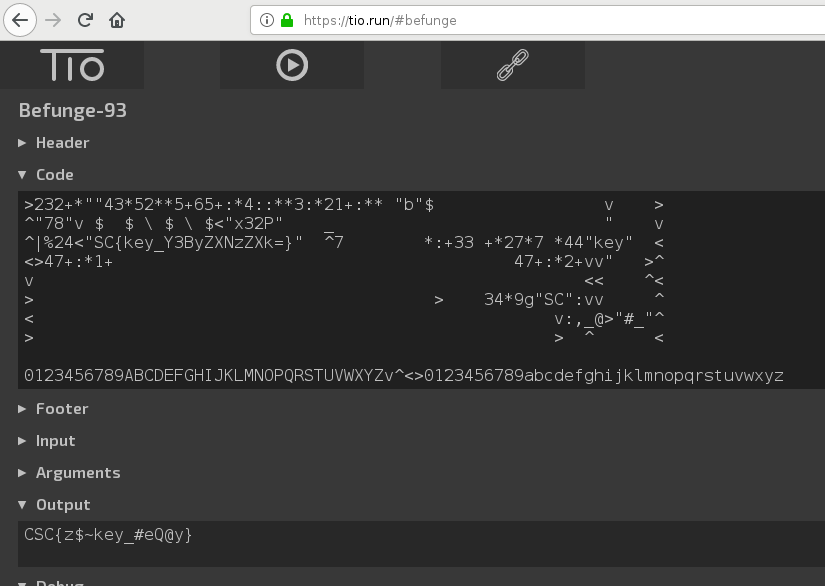 https://tio.run/#befunge
TIO
Befunge-93
Header
Code
>232+*""43*52**5+65+:*4::**3:*21+:** "b"$                 v    >
^"78"v $  $ \ $ \ $<"x32P"    _                           "    v
^|%24<"SC{key_Y3ByZXNzZXk=}"  ^7        *:+33 +*27*7 *44"key"  <
<>47+:*1+                                        47+:*2+vv"   >^
v                                                       <<    ^<
>                                        >    34*9g"SC":vv     ^
<                                                    v:,_@>"#_"^
>                                                    >  ^      <
0123456789ABCDEFGHIJKLMNOPQRSTUVWXYZv^<>0123456789abcdefghijklmnopqrstuvwxyz
Footer
Input
Arguments
Output
CSC{z$~key_#eQ@y}
Debug